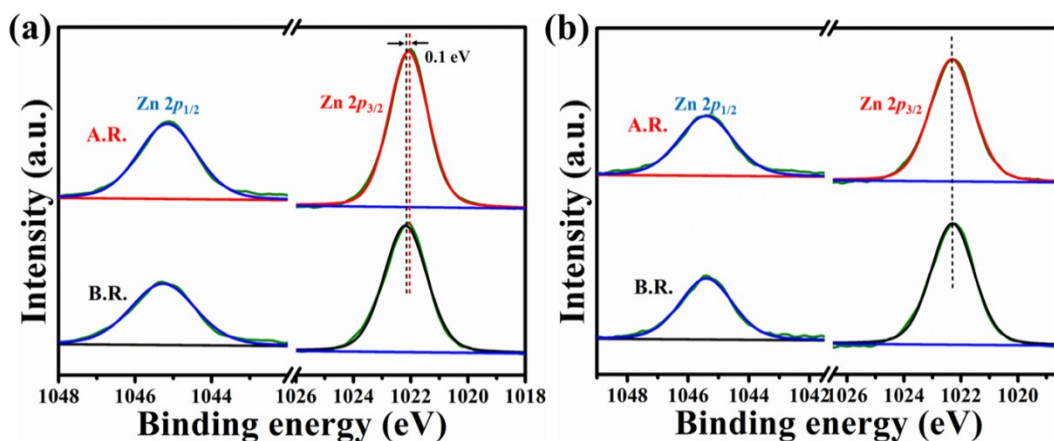 (a)
Intensity (a.u.)
Zn 2p1/2
Zn 2p3/2
0.1 eV
A.R.
B.R.
1048 1046 1044 1026 1024 1022 1020 1018
Binding energy (eV)
(b)
Intensity (a.u.)
Zn 2p1/2
Zn 2p3/2
A.R.
B.R.
1048 1046 1044 1042 1026 1024 1022 1020
Binding energy (eV)